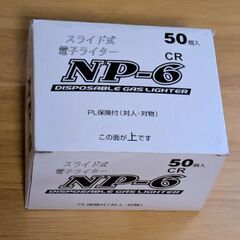 スライド式
電子ライター
50個入
CR
NP-6
DISPOSABLE GAS LIGHTER
PL保険付(対人・対物)
この面が上です
スライド式
電子ライター
50個入
CR
NP-6
DISPOSABLE GAS LIGHTER
PL保険付(対人・対物)